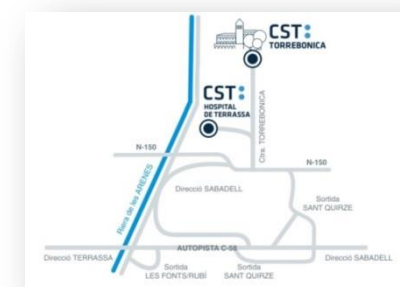 CST:
TORREBONICA
CST:
HOSPITAL
DE TERRASSA
Ctra. TORREBONICA
N-150
N-150
Riera de les ARENES
Direcció SABADELL
Sortida
SANT QUIRZE
AUTOPISTA C-58
Direcció TERRASSA
Direcció SABADELL
Sortida
LES FONTS/RUBÍ
Sortida
SANT QUIRZE